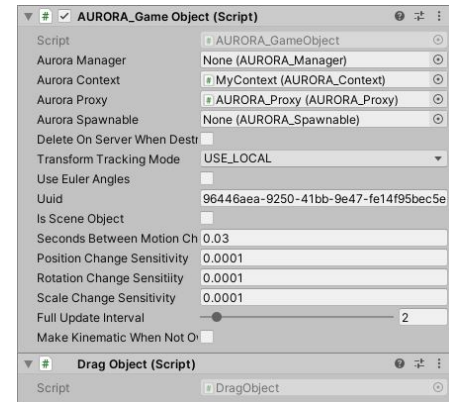 AURORA_Game Object (Script)
Script AURORA_GameObject
Aurora Manager None (AURORA_Manager)
Aurora Context MyContext (AURORA_Context)
Aurora Proxy AURORA_Proxy (AURORA_Proxy)
Aurora Spawnable None (AURORA_Spawnable)
Delete On Server When Destr
Transform Tracking Mode USE_LOCAL
Use Euler Angles
Uuid 96446aea-9250-41bb-9e47-fe14f95bec5e
Is Scene Object
Seconds Between Motion Ch 0.03
Position Change Sensitivity 0.0001
Rotation Change Sensitiity 0.0001
Scale Change Sensitivity 0.0001
Full Update Interval 2
Make Kinematic When Not O
Drag Object (Script)
Script DragObject